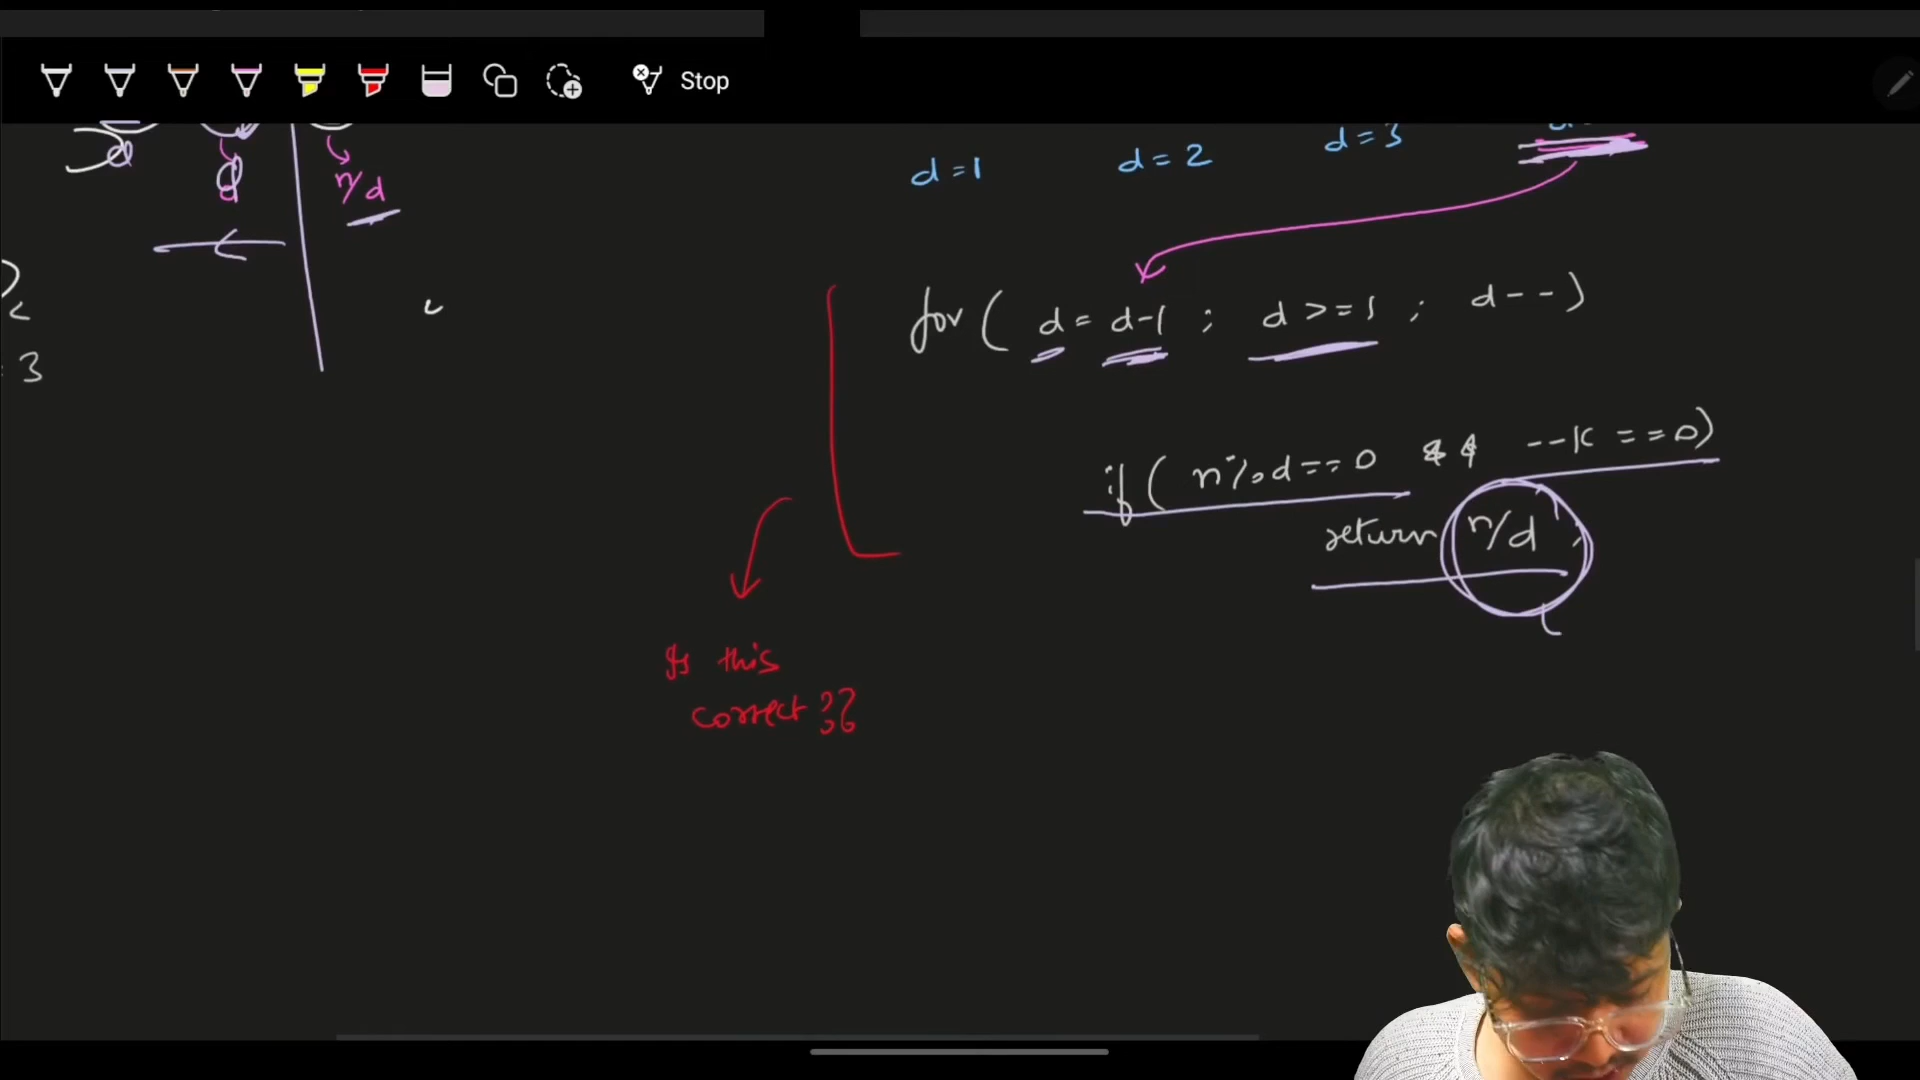 Stop
d
d
n/d
3
d=1 d=2 d=3
for ( d = d-1 ; d >= 1 ; d-- )
if ( n%d==0 && --k ==0)
return n/d ;
Is this
correct ??